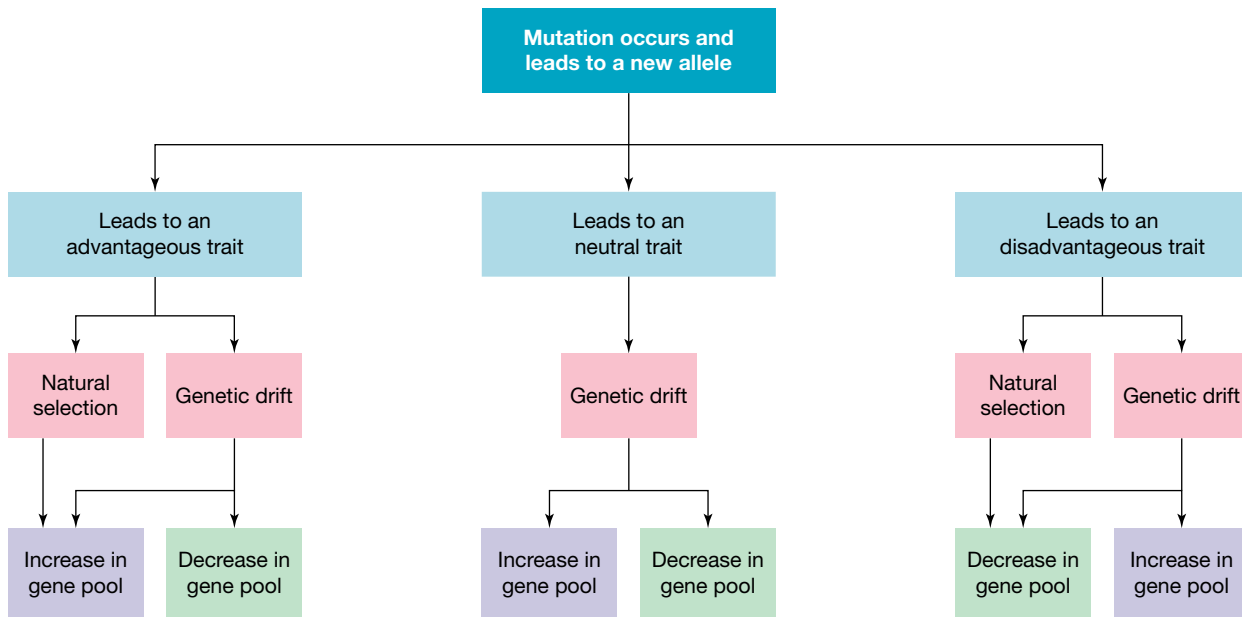 Mutation occurs and
leads to a new allele
Leads to an
advantageous trait
Leads to an
neutral trait
Leads to an
disadvantageous trait
Natural
selection
Genetic drift
Genetic drift
Natural
selection
Genetic drift
Increase in
gene pool
Decrease in
gene pool
Increase in
gene pool
Decrease in
gene pool
Decrease in
gene pool
Increase in
gene pool